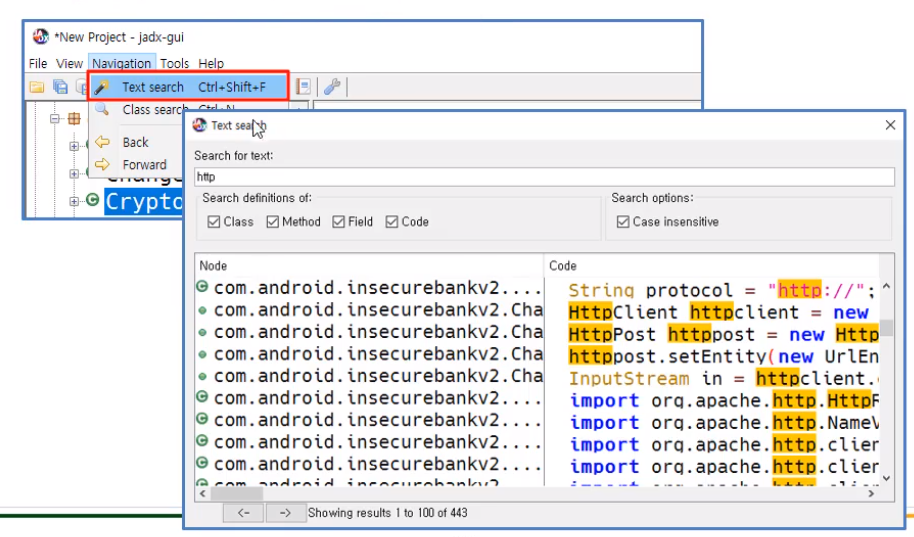 *New Project - jadx-gui
File View Navigation Tools Help
Text search Ctrl+Shift+F
Class search Ctrl+N
Back
Forward
Crypto
Text search
Search for text:
http
Search definitions of:
Class Method Field Code
Search options:
Case insensitive
Node Code
com.android.insecurebankv2.... String protocol = "http://";
com.android.insecurebankv2.Cha HttpClient httpclient = new
com.android.insecurebankv2.Cha HttpPost httppost = new Http
com.android.insecurebankv2.Cha httppost.setEntity(new UrlEn
com.android.insecurebankv2.Cha InputStream in = httpclient.
com.android.insecurebankv2.... import org.apache.http.HttpR
com.android.insecurebankv2.... import org.apache.http.NameV
com.android.insecurebankv2.... import org.apache.http.clien
com.android.insecurebankv2.... import org.apache.http.clien
<- -> Showing results 1 to 100 of 443